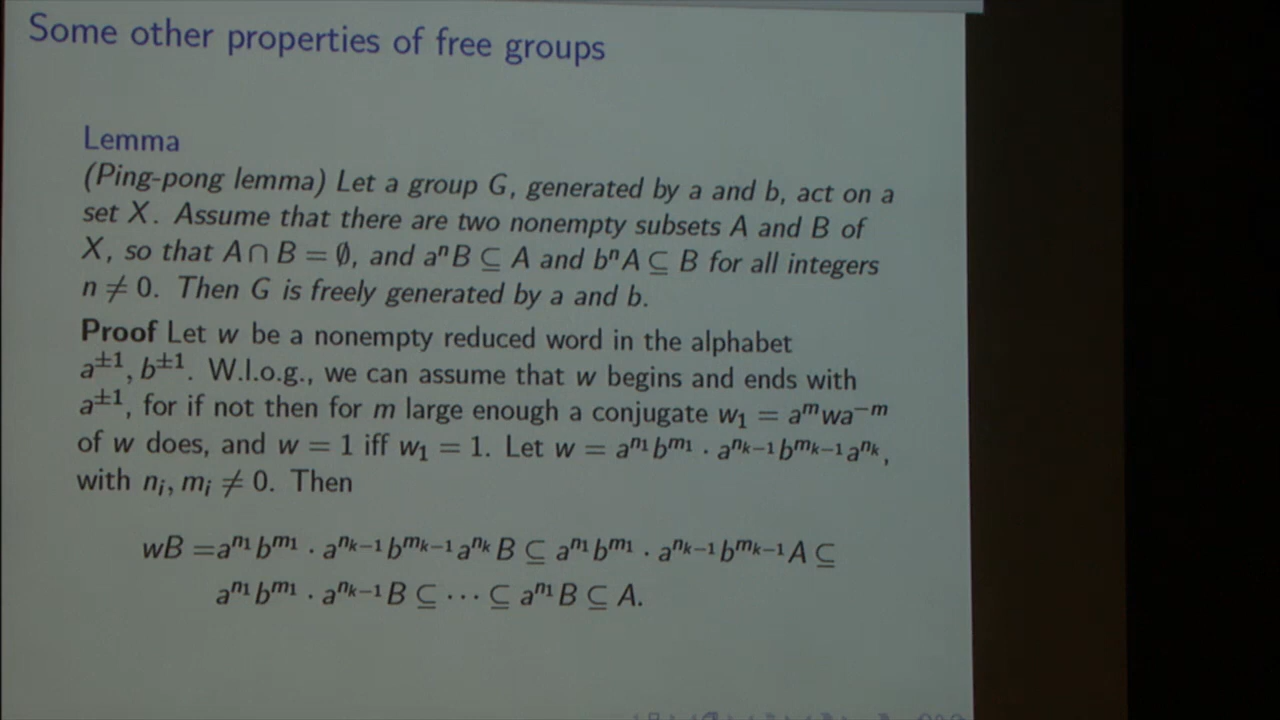 Some other properties of free groups
Lemma
(Ping-pong lemma) Let a group G, generated by a and b, act on a
set X. Assume that there are two nonempty subsets A and B of
X, so that A ∩ B = ∅, and aⁿB ⊆ A and bⁿA ⊆ B for all integers
n ≠ 0. Then G is freely generated by a and b.
Proof Let w be a nonempty reduced word in the alphabet
a^{±1}, b^{±1}. W.l.o.g., we can assume that w begins and ends with
a^{±1}, for if not then for m large enough a conjugate w₁ = a^m w a^{−m}
of w does, and w = 1 iff w₁ = 1. Let w = a^{n₁} b^{m₁} · a^{n_{k−1}} b^{m_{k−1}} a^{n_k},
with n_i, m_i ≠ 0. Then
wB = a^{n₁} b^{m₁} · a^{n_{k−1}} b^{m_{k−1}} a^{n_k} B ⊆ a^{n₁} b^{m₁} · a^{n_{k−1}} b^{m_{k−1}} A ⊆
a^{n₁} b^{m₁} · a^{n_{k−1}} B ⊆ ⋯ ⊆ a^{n₁} B ⊆ A.